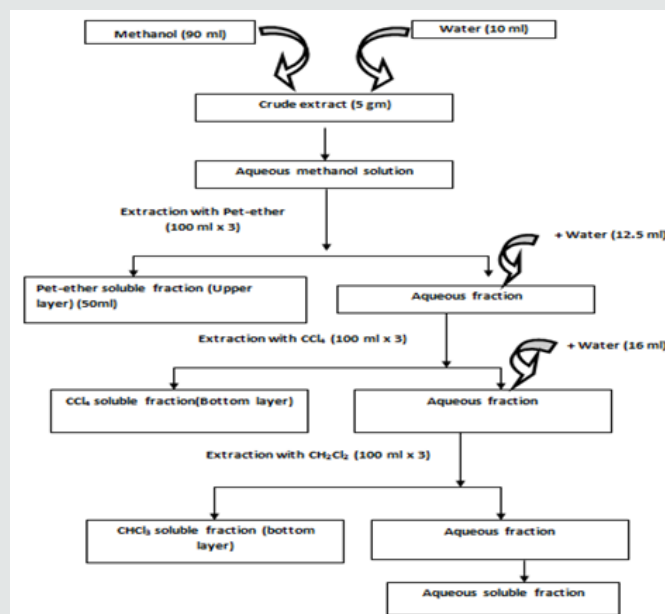 Methanol (90 ml)
Water (10 ml)
Crude extract (5 gm)
Aqueous methanol solution
Extraction with Pet-ether
(100 ml x 3)
+ Water (12.5 ml)
Pet-ether soluble fraction (Upper
layer) (50ml)
Aqueous fraction
Extraction with CCl₄ (100 ml x 3)
+ Water (16 ml)
CCl₄ soluble fraction(Bottom layer)
Aqueous fraction
Extraction with CH₂Cl₂ (100 ml x 3)
CHCl₃ soluble fraction (bottom
layer)
Aqueous fraction
Aqueous soluble fraction